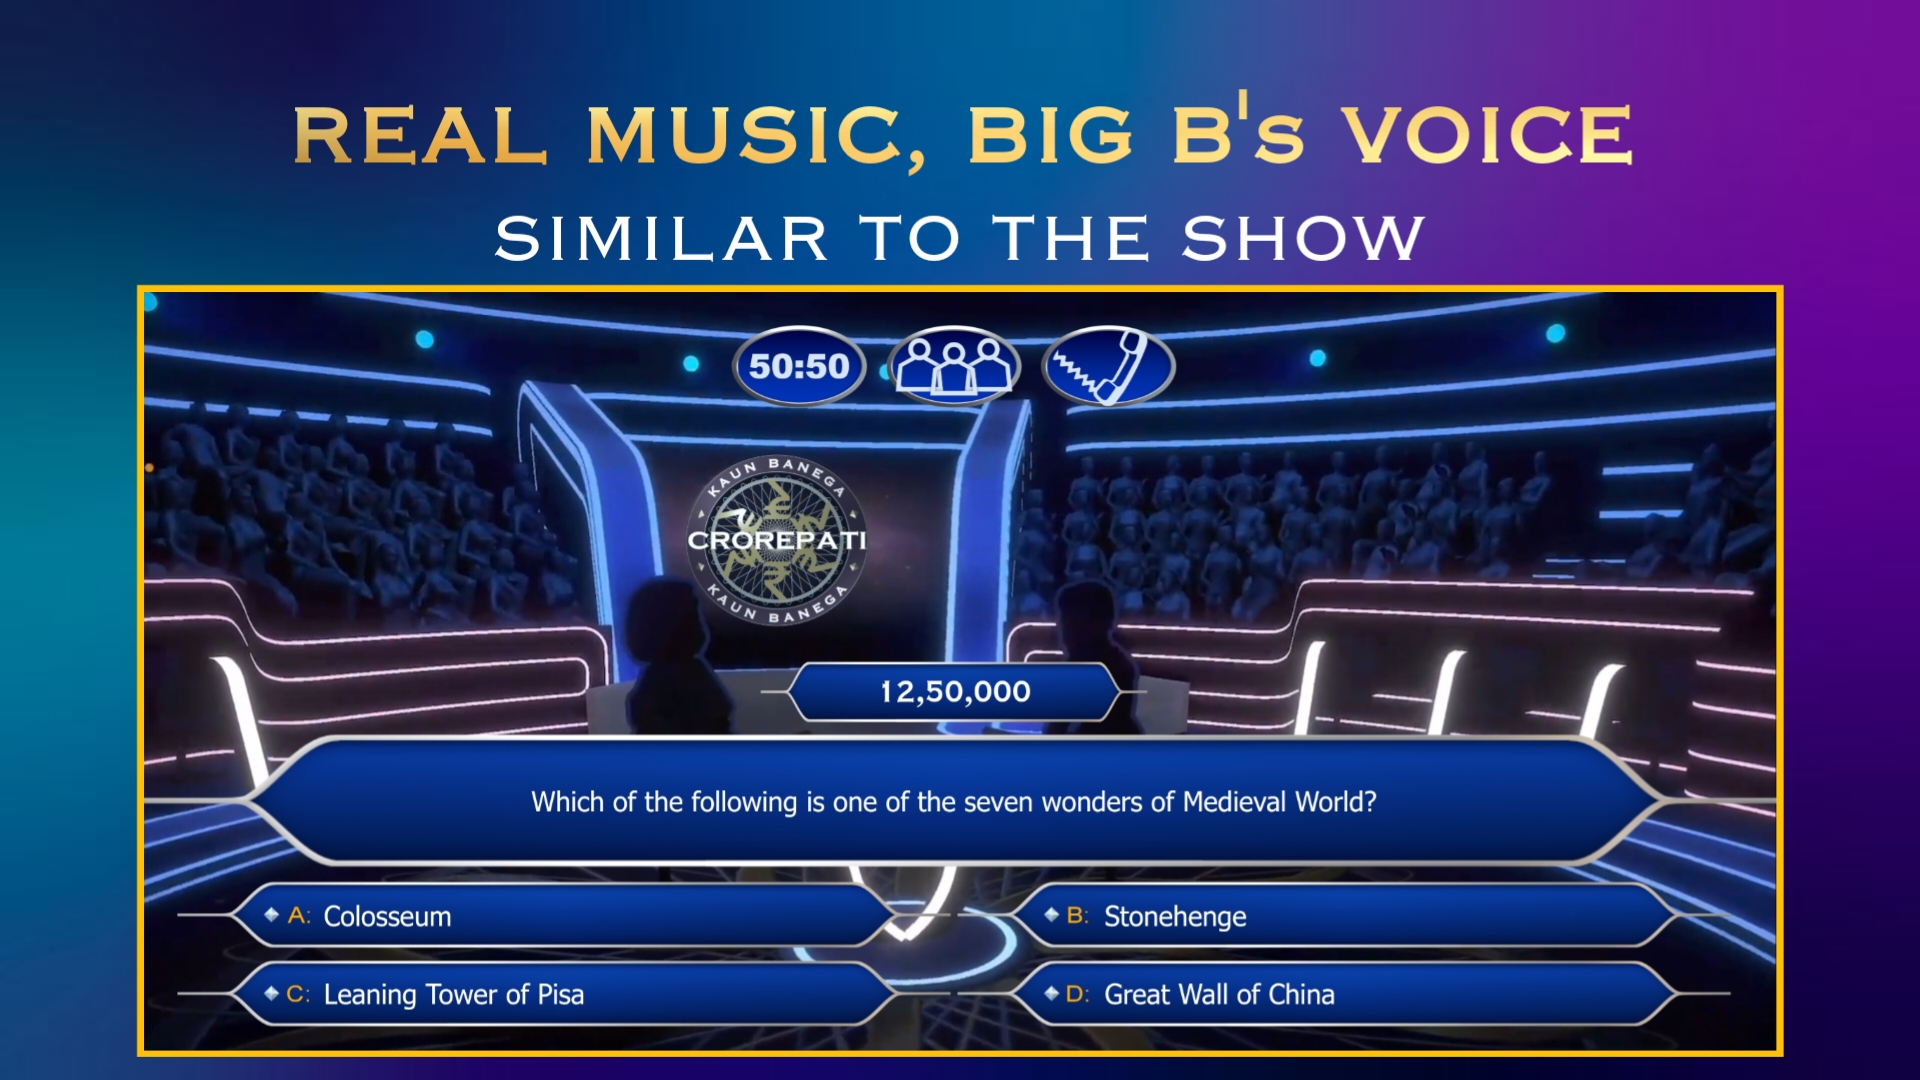 REAL MUSIC, BIG B's VOICE
SIMILAR TO THE SHOW
50:50
KAUN BANEGA
CROREPATI
KAUN BANEGA
12,50,000
Which of the following is one of the seven wonders of Medieval World?
A: Colosseum
B: Stonehenge
C: Leaning Tower of Pisa
D: Great Wall of China